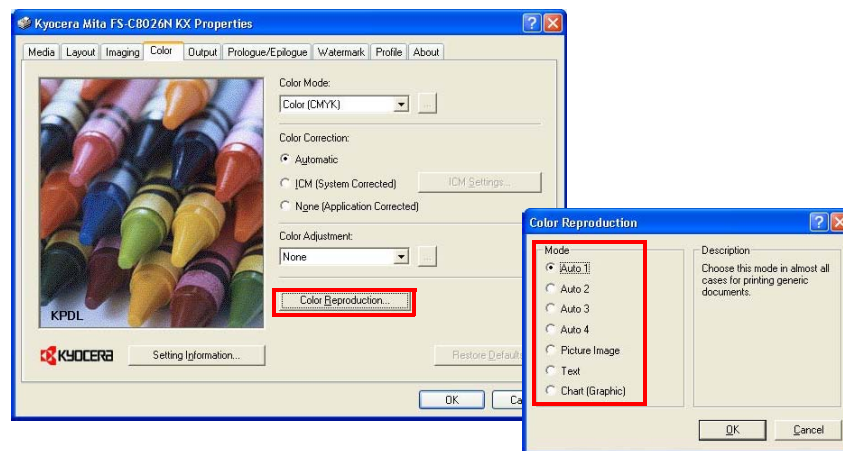 Kyocera Mita FS-C8026N KX Properties
Media Layout Imaging Color Output Prologue/Epilogue Watermark Profile About
Color Mode:
Color (CMYK)
...
Color Correction:
Automatic
ICM (System Corrected)
ICM Settings...
None (Application Corrected)
Color Adjustment:
None
...
Color Reproduction...
KPDL
KYOCERA
Setting Information...
Restore Default
OK
Ca
Color Reproduction
Mode
Auto 1
Auto 2
Auto 3
Auto 4
Picture Image
Text
Chart (Graphic)
Description
Choose this mode in almost all
cases for printing generic
documents.
OK
Cancel